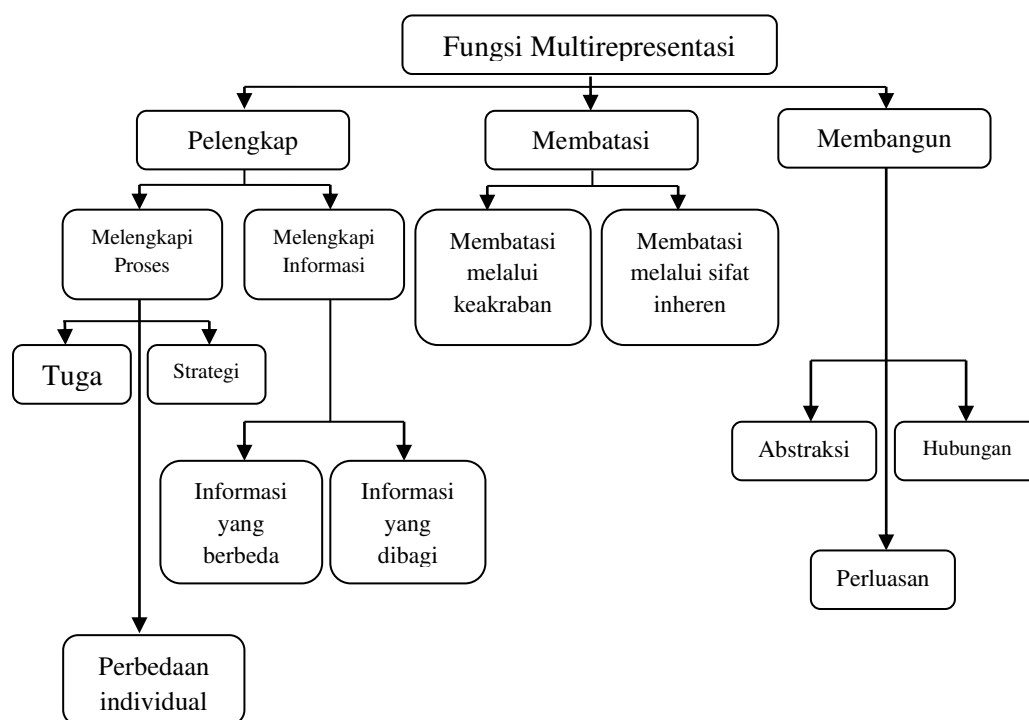 Fungsi Multirepresentasi
Pelengkap
Membatasi
Membangun
Melengkapi
Proses
Melengkapi
Informasi
Membatasi
melalui
keakraban
Membatasi
melalui sifat
inheren
Tuga
Strategi
Abstraksi
Hubungan
Informasi
yang
berbeda
Informasi
yang
dibagi
Perluasan
Perbedaan
individual